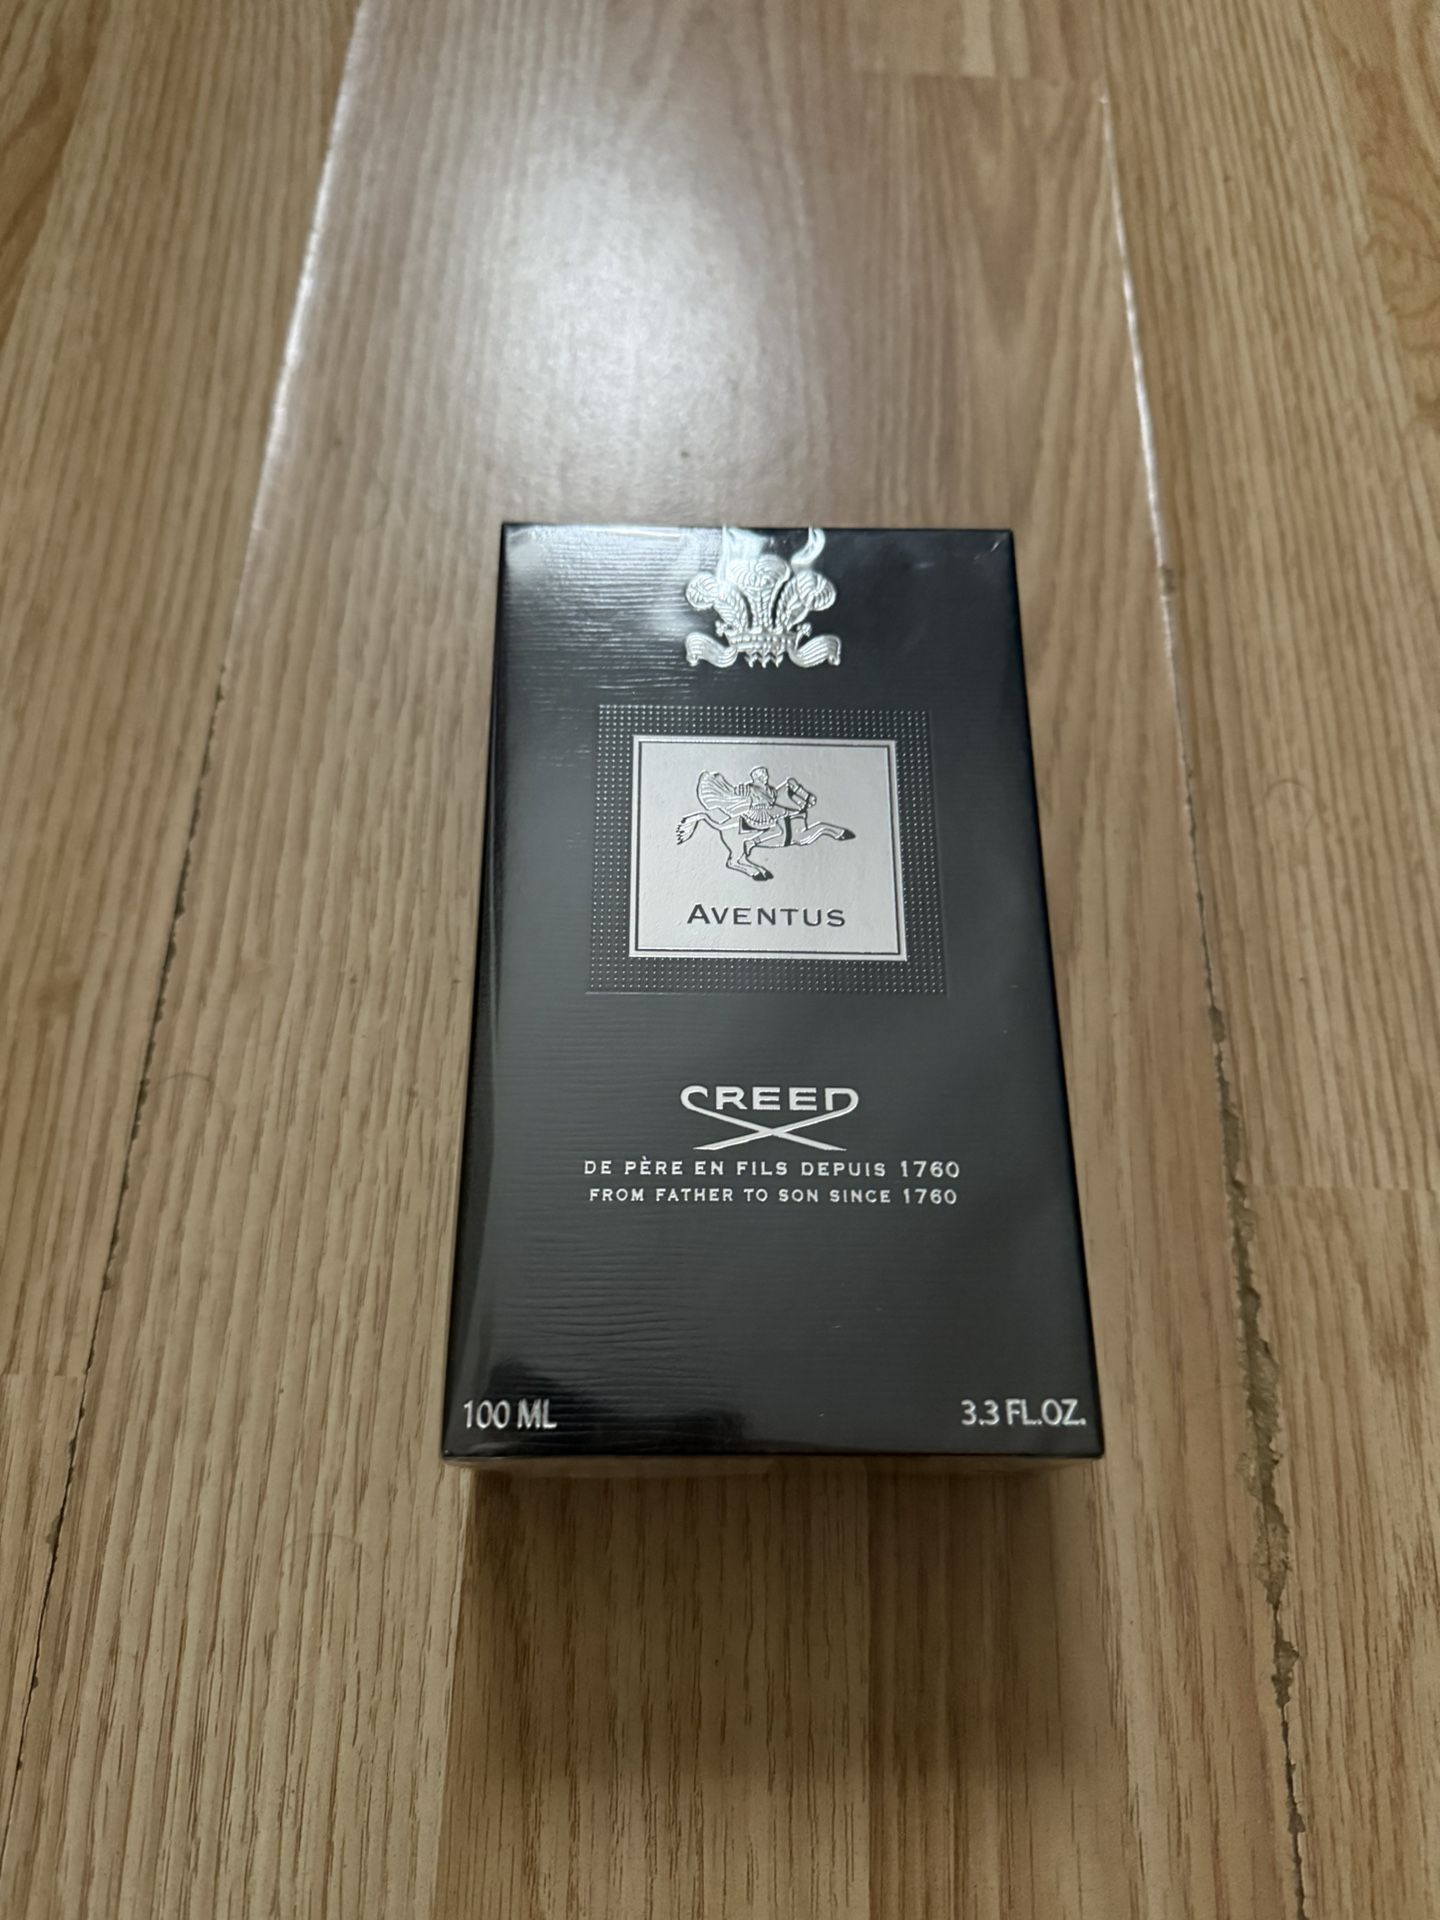 AVENTUS
CREED
DE PÈRE EN FILS DEPUIS 1760
FROM FATHER TO SON SINCE 1760
100 ML
3.3 FL.OZ.